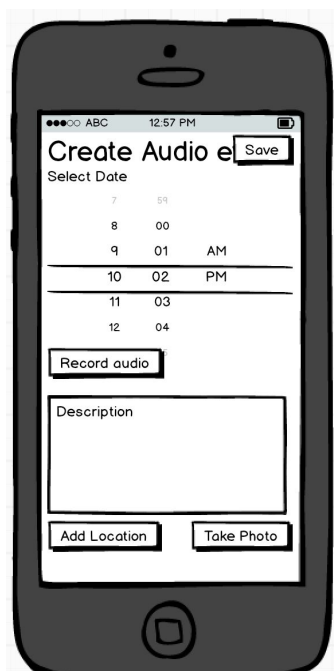 ABC 12:57 PM
Create Audio e Save
Select Date
7 59
8 00
9 01 AM
10 02 PM
11 03
12 04
Record audio
Description
Add Location Take Photo